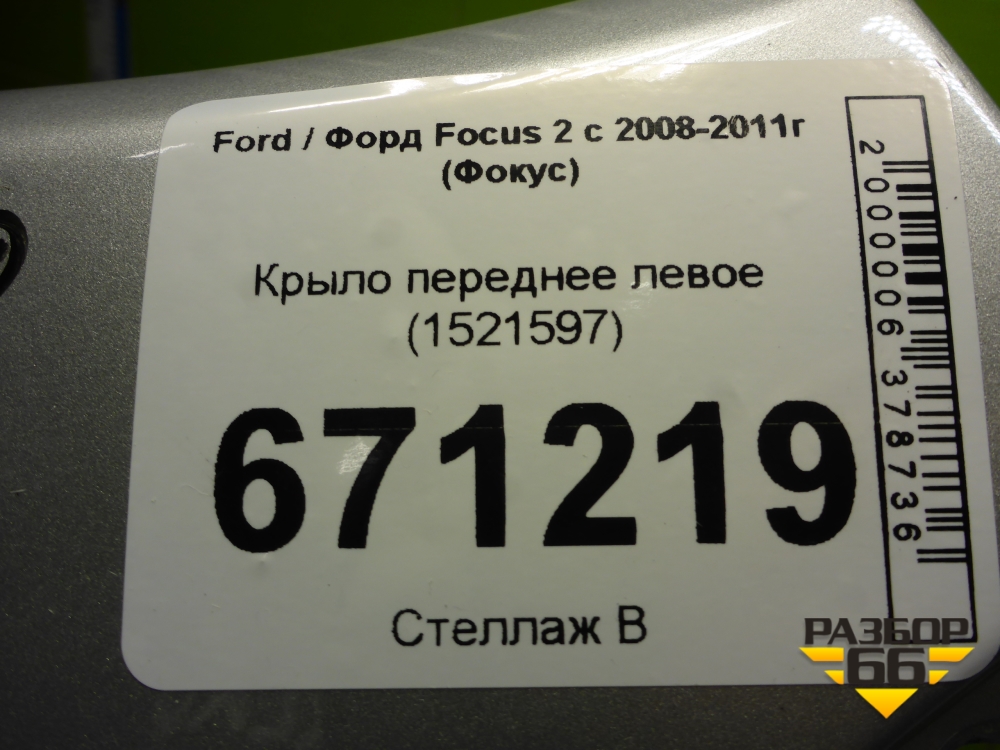 Ford / Форд Focus 2 с 2008-2011г
(Фокус)
Крыло переднее левое
(1521597)
671219
Стеллаж В
2000006378736
РАЗБОР
66